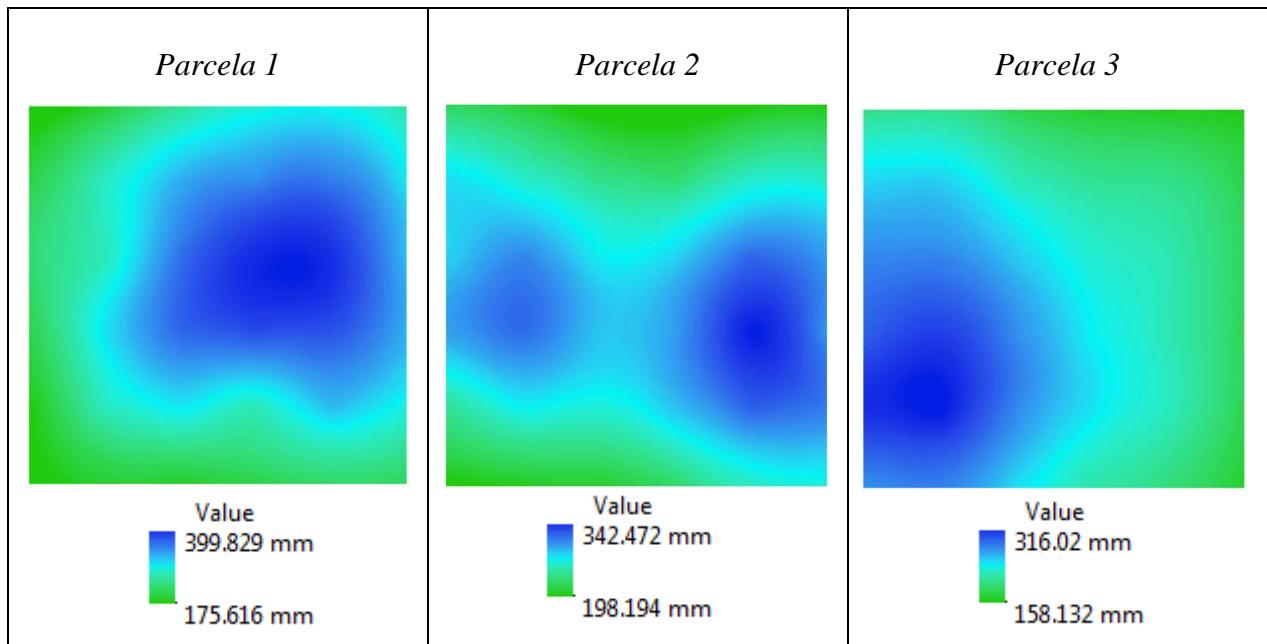 Parcela 1
Value
399.829 mm
175.616 mm
Parcela 2
Value
342.472 mm
198.194 mm
Parcela 3
Value
316.02 mm
158.132 mm